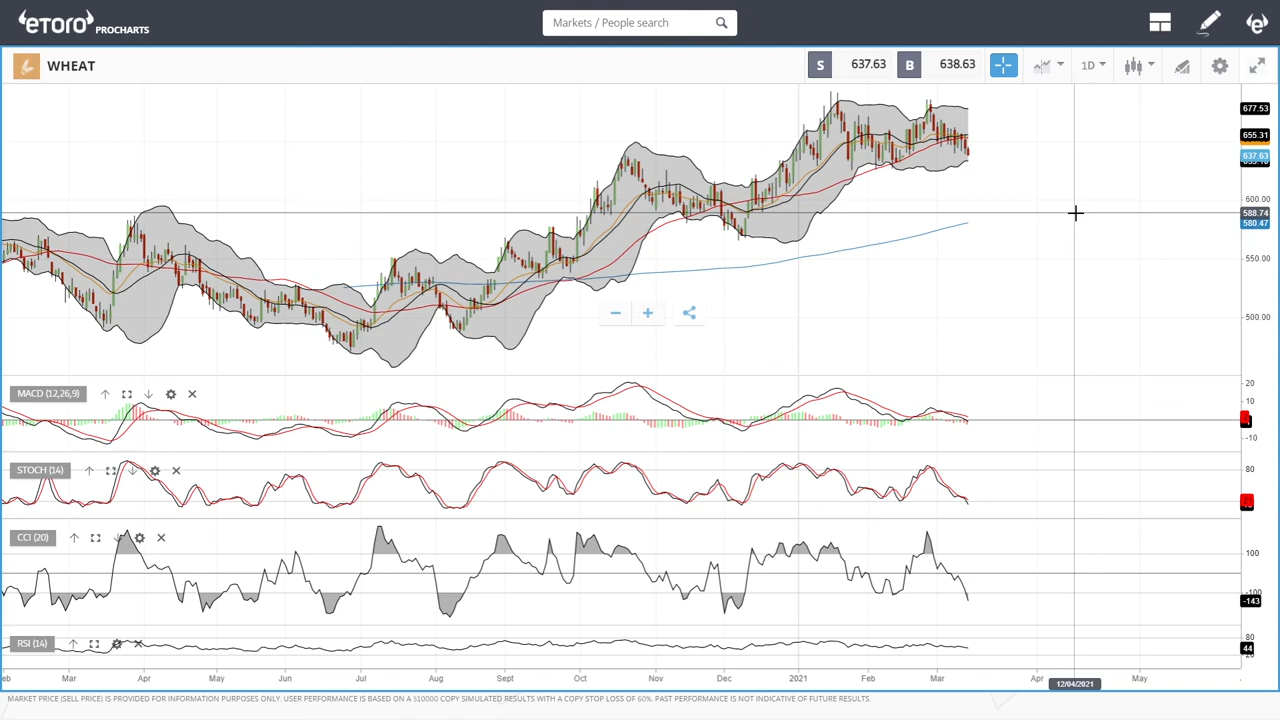 eToro PROCHARTS
Markets / People search
WHEAT
S 637.63 B 638.63 1D
677.53
655.31
637.63
600.00
588.74
580.47
550.00
500.00
MACD (12,26,9)
20
10
-10
STOCH (14)
80
CCI (20)
100
-100
-143
RSI (14)
80
44
eb Mar Apr May Jun Jul Aug Sept Oct Nov Dec 2021 Feb Mar Apr May
12/04/2021
MARKET PRICE (SELL PRICE) IS PROVIDED FOR INFORMATION PURPOSES ONLY. USER PERFORMANCE IS BASED ON A $10000 COPY SIMULATED RESULTS WITH A COPY STOP LOSS OF 60%. PAST PERFORMANCE IS NOT INDICATIVE OF FUTURE RESULTS.